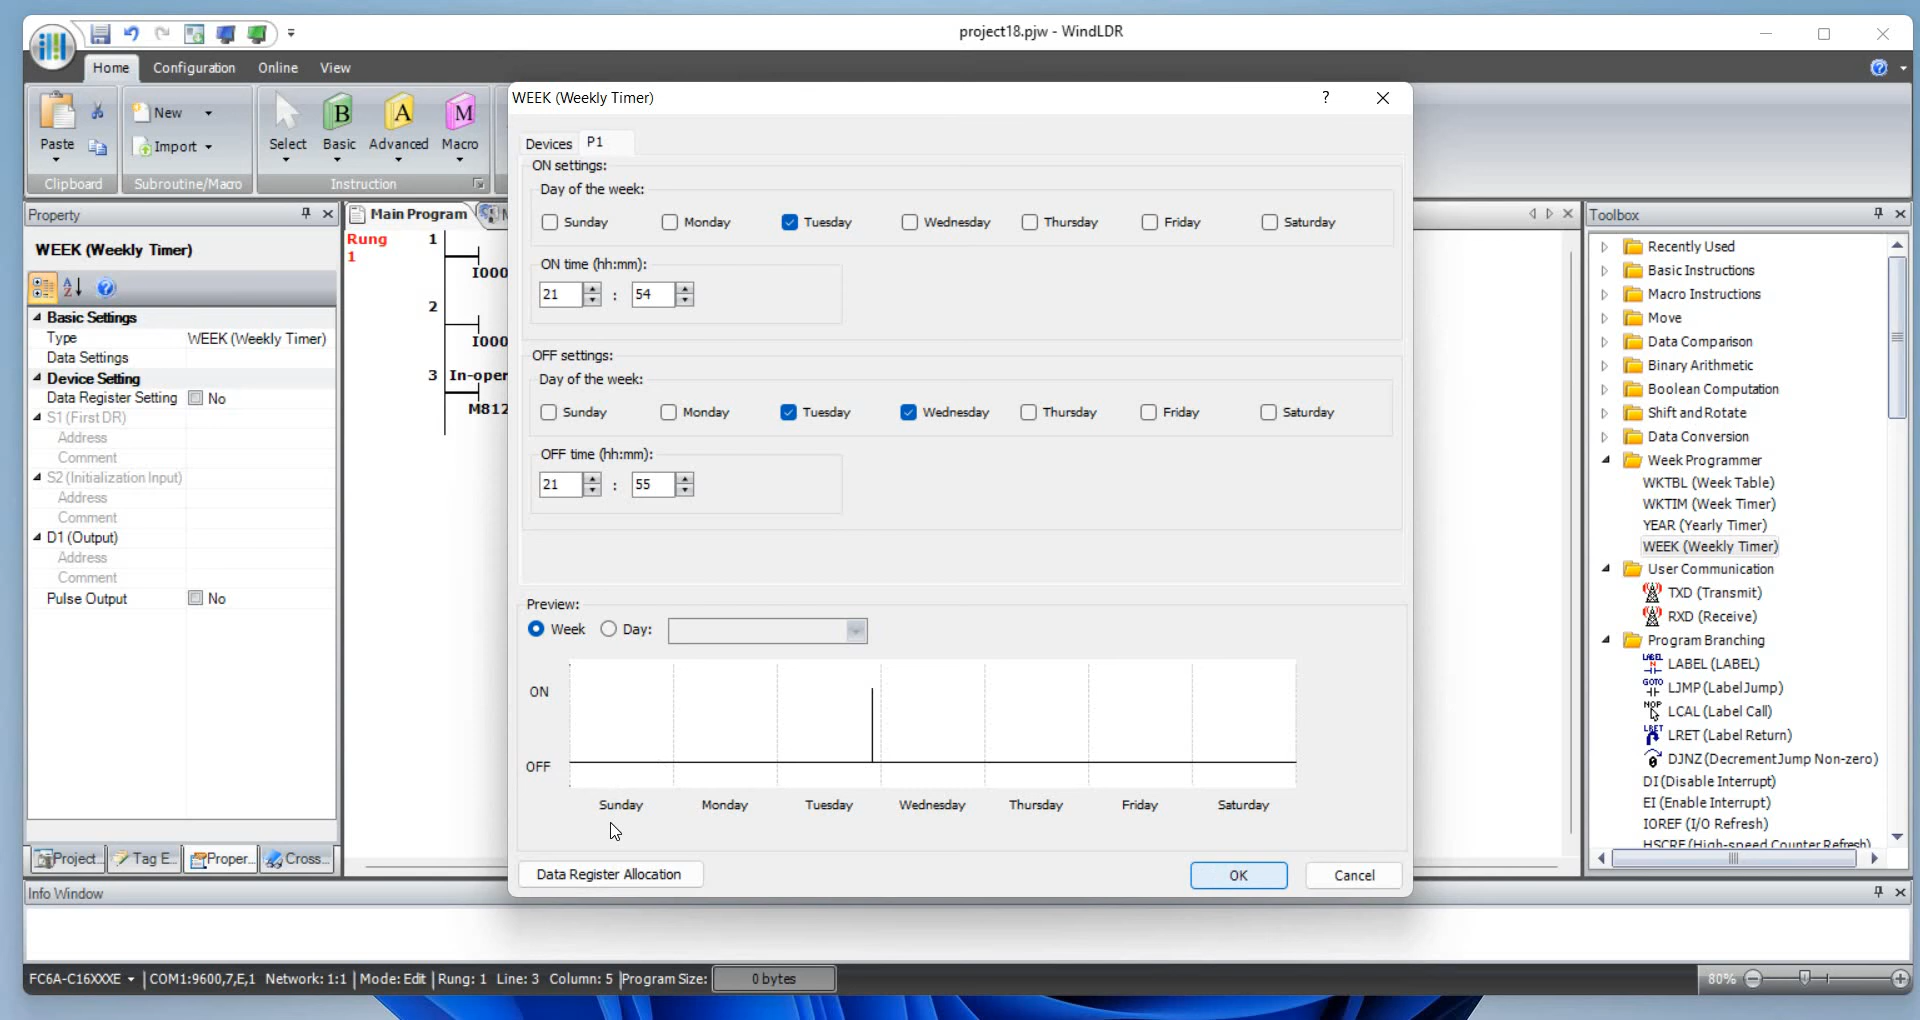 project18.pjw - WindLDR
Home Configuration Online View
Paste
Clipboard
New
Import
Subroutine/Macro
Select
B Basic
A Advanced
M Macro
Instruction
Property
WEEK (Weekly Timer)
Basic Settings
Type WEEK (Weekly Timer)
Data Settings
Device Setting
Data Register Setting No
S1 (First DR)
Address
Comment
S2 (Initialization Input)
Address
Comment
D1 (Output)
Address
Comment
Pulse Output No
Project
Tag E...
Proper...
Cross...
Main Program
Rung 1
1
I000
2
I000
3 In-oper
M812
WEEK (Weekly Timer)
Devices P1
ON settings:
Day of the week:
Sunday Monday Tuesday Wednesday Thursday Friday Saturday
ON time (hh:mm):
21 : 54
OFF settings:
Day of the week:
Sunday Monday Tuesday Wednesday Thursday Friday Saturday
OFF time (hh:mm):
21 : 55
Preview:
Week Day:
ON
OFF
Sunday Monday Tuesday Wednesday Thursday Friday Saturday
Data Register Allocation
OK
Cancel
Toolbox
Recently Used
Basic Instructions
Macro Instructions
Move
Data Comparison
Binary Arithmetic
Boolean Computation
Shift and Rotate
Data Conversion
Week Programmer
WKTBL (Week Table)
WKTIM (Week Timer)
YEAR (Yearly Timer)
WEEK (Weekly Timer)
User Communication
TXD (Transmit)
RXD (Receive)
Program Branching
LABEL (LABEL)
LJMP (Label Jump)
LCAL (Label Call)
LRET (Label Return)
DJNZ (Decrement Jump Non-zero)
DI (Disable Interrupt)
EI (Enable Interrupt)
IOREF (I/O Refresh)
HSCRF (High-speed Counter Refresh)
Info Window
FC6A-C16XXXE COM1:9600,7,E,1 Network: 1:1 Mode: Edit Rung: 1 Line: 3 Column: 5 Program Size: 0 bytes 80%